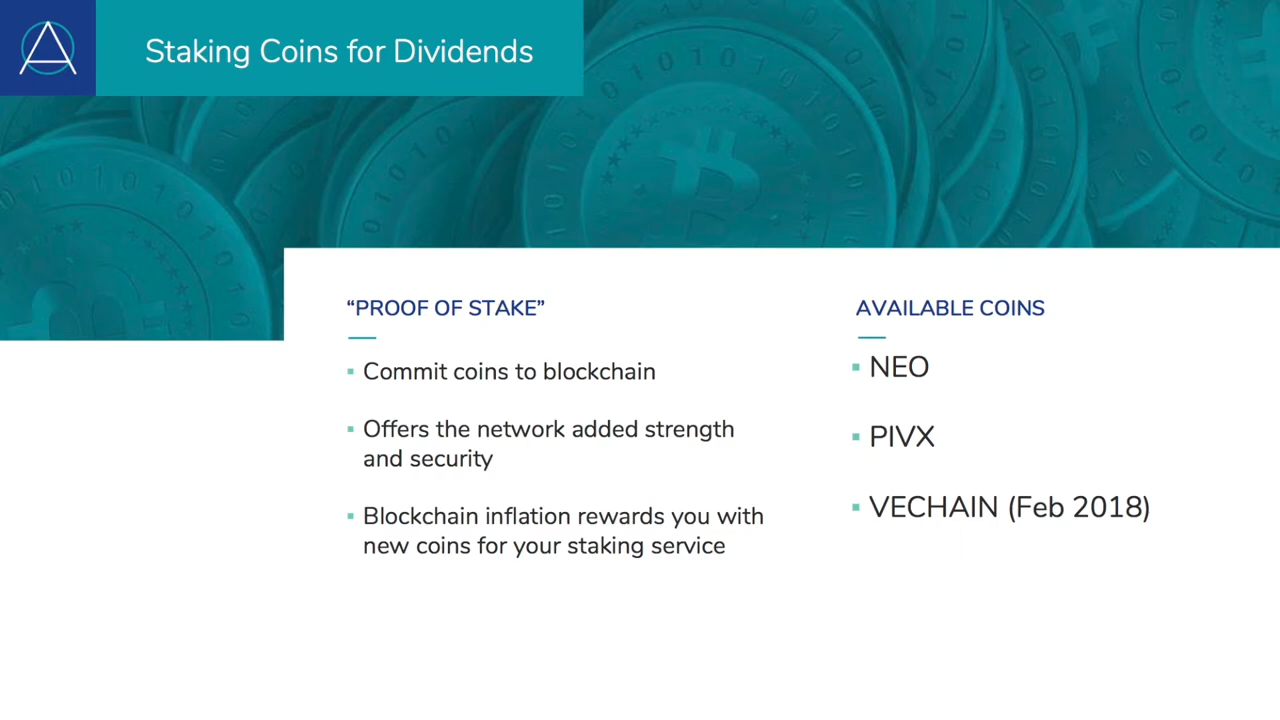 Staking Coins for Dividends
“PROOF OF STAKE”
Commit coins to blockchain
Offers the network added strength
and security
Blockchain inflation rewards you with
new coins for your staking service
AVAILABLE COINS
NEO
PIVX
VECHAIN (Feb 2018)